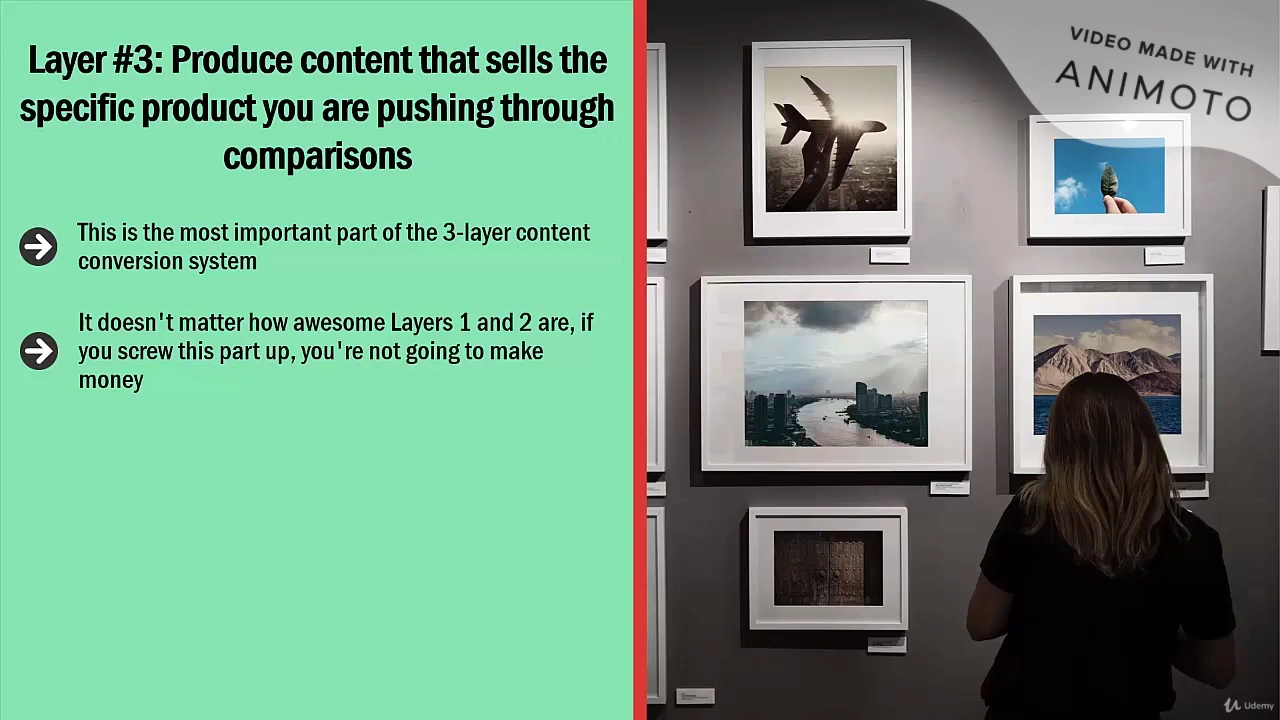 Layer #3: Produce content that sells the
specific product you are pushing through
comparisons
This is the most important part of the 3-layer content
conversion system
It doesn't matter how awesome Layers 1 and 2 are, if
you screw this part up, you're not going to make
money
VIDEO MADE WITH
ANIMOTO
Udemy